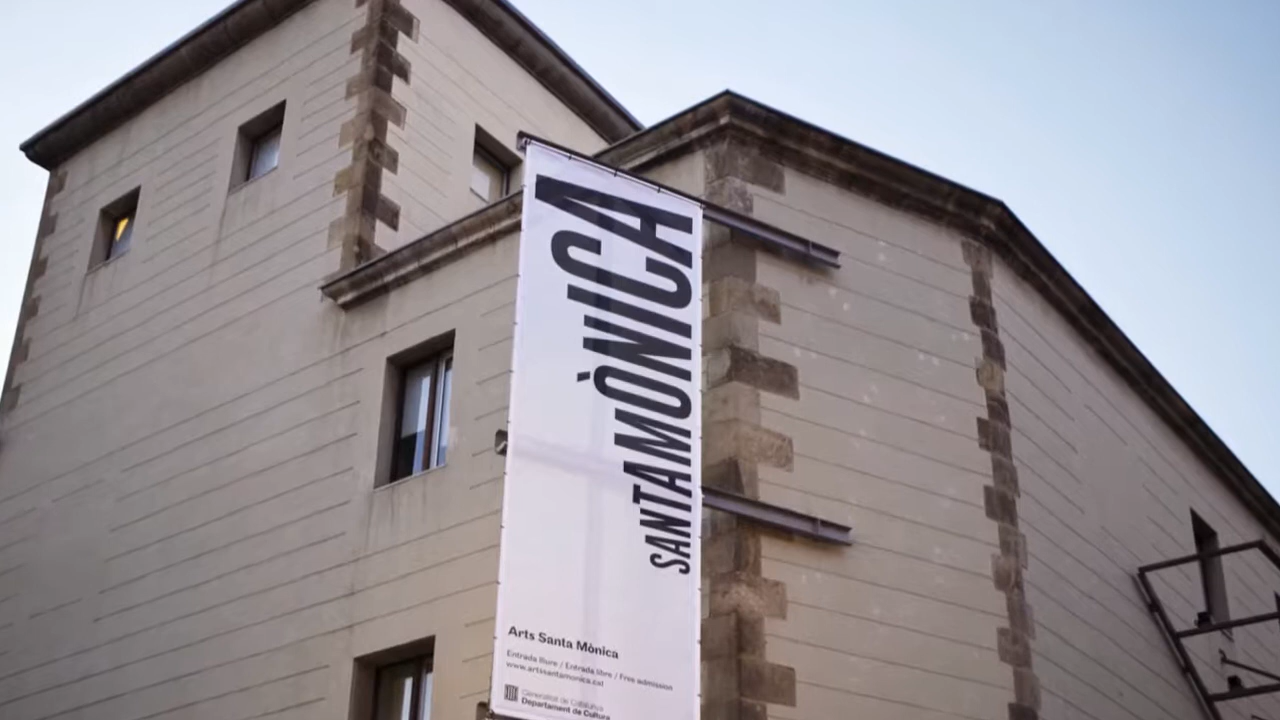 SANTAMÒNICA
Arts Santa Mònica
Entrada lliure / Entrada libre / Free admission
www.artssantamonica.cat
Generalitat de Catalunya
Departament de Cultura